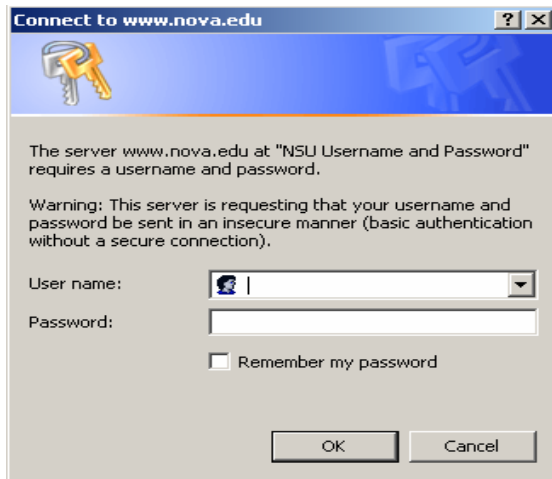 Connect to www.nova.edu
The server www.nova.edu at "NSU Username and Password"
requires a username and password.
Warning: This server is requesting that your username and
password be sent in an insecure manner (basic authentication
without a secure connection).
User name:
Password:
Remember my password
OK Cancel